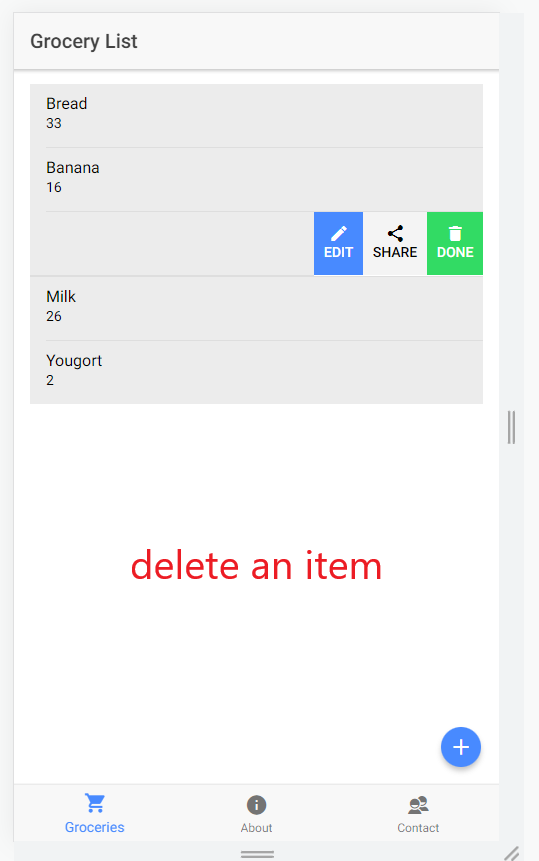 Grocery List
Bread
33
Banana
16
EDIT SHARE DONE
Milk
26
Yougort
2
delete an item
Groceries About Contact